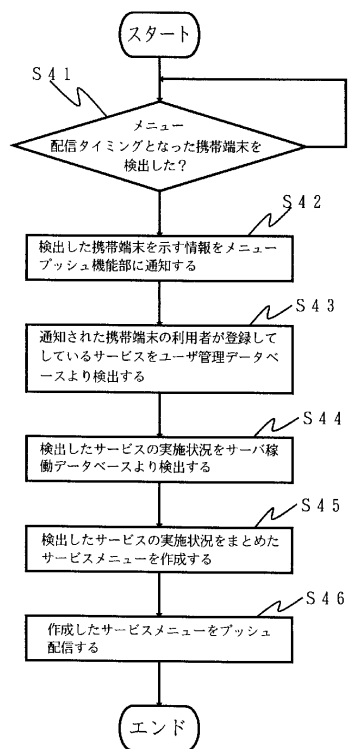 スタート
S41
メニュー
配信タイミングとなった携帯端末を
検出した？
S42
検出した携帯端末を示す情報をメニュー
プッシュ機能部に通知する
S43
通知された携帯端末の利用者が登録して
しているサービスをユーザ管理データベ
ースより検出する
S44
検出したサービスの実施状況をサーバ稼
働データベースより検出する
S45
検出したサービスの実施状況をまとめた
サービスメニューを作成する
S46
作成したサービスメニューをプッシュ
配信する
エンド